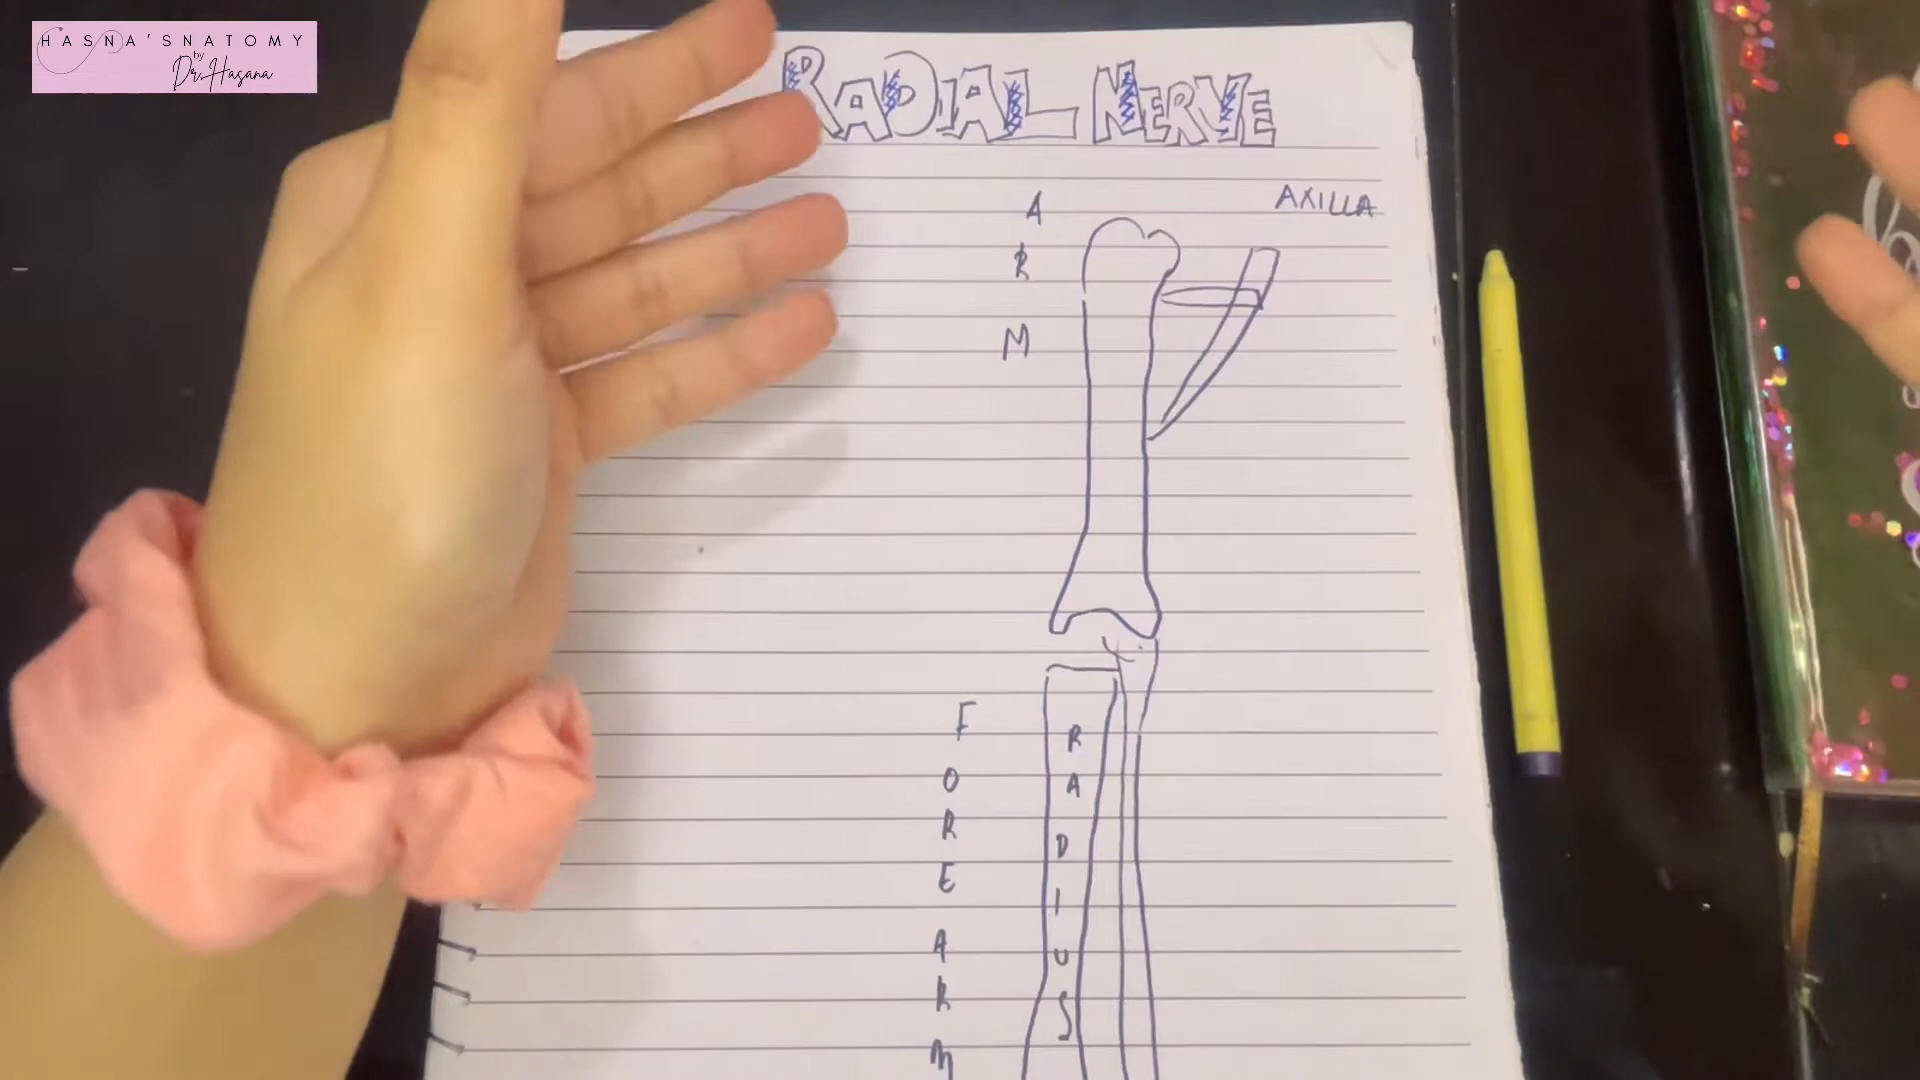 HASNA'SNATOMY
by
Dr.Hasana
RADIAL NERVE
AXILLA
A
R
M
F
O
R
E
A
R
M
R
A
D
I
U
S